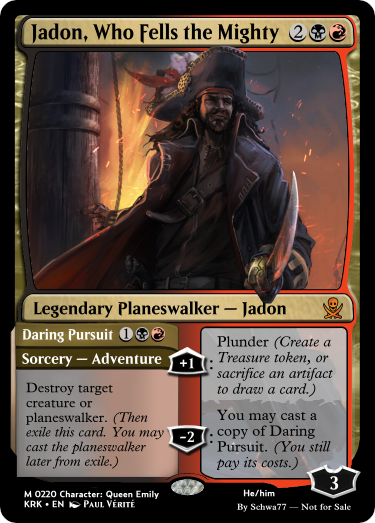 Jadon, Who Fells the Mighty 2
Legendary Planeswalker — Jadon
Daring Pursuit 1
Sorcery — Adventure
Destroy target
creature or
planeswalker. (Then
exile this card. You may
cast the planeswalker
later from exile.)
+1
Plunder (Create a
Treasure token, or
sacrifice an artifact
to draw a card.)
-2
You may cast a
copy of Daring
Pursuit. (You still
pay its costs.)
3
M 0220 Character: Queen Emily
KRK • EN Paul Vérité
He/him
By Schwa77 — Not for Sale